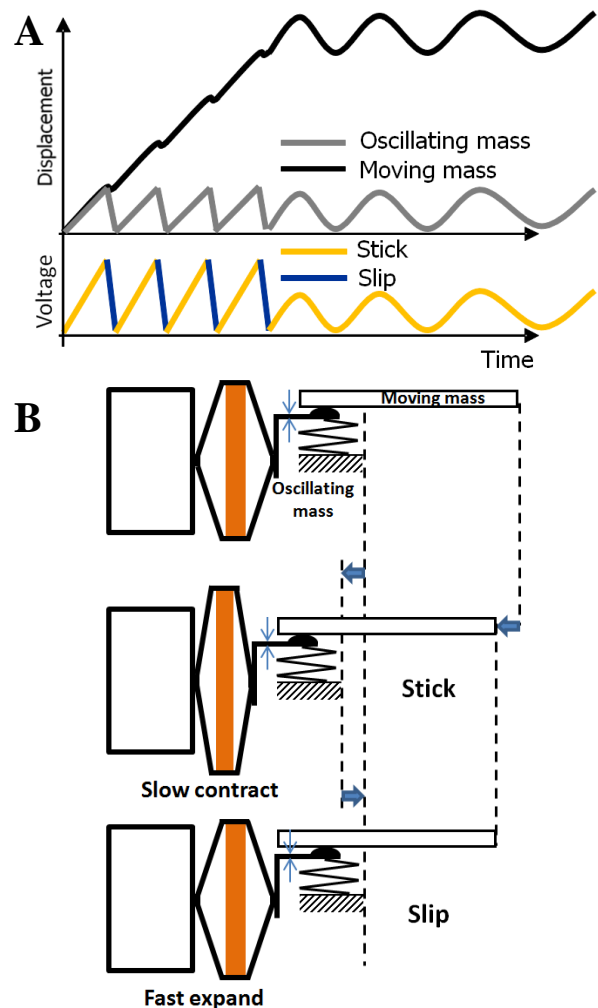 A
Displacement
Oscillating mass
Moving mass
Voltage
Stick
Slip
Time
B
Moving mass
Oscillating
mass
Stick
Slow contract
Slip
Fast expand